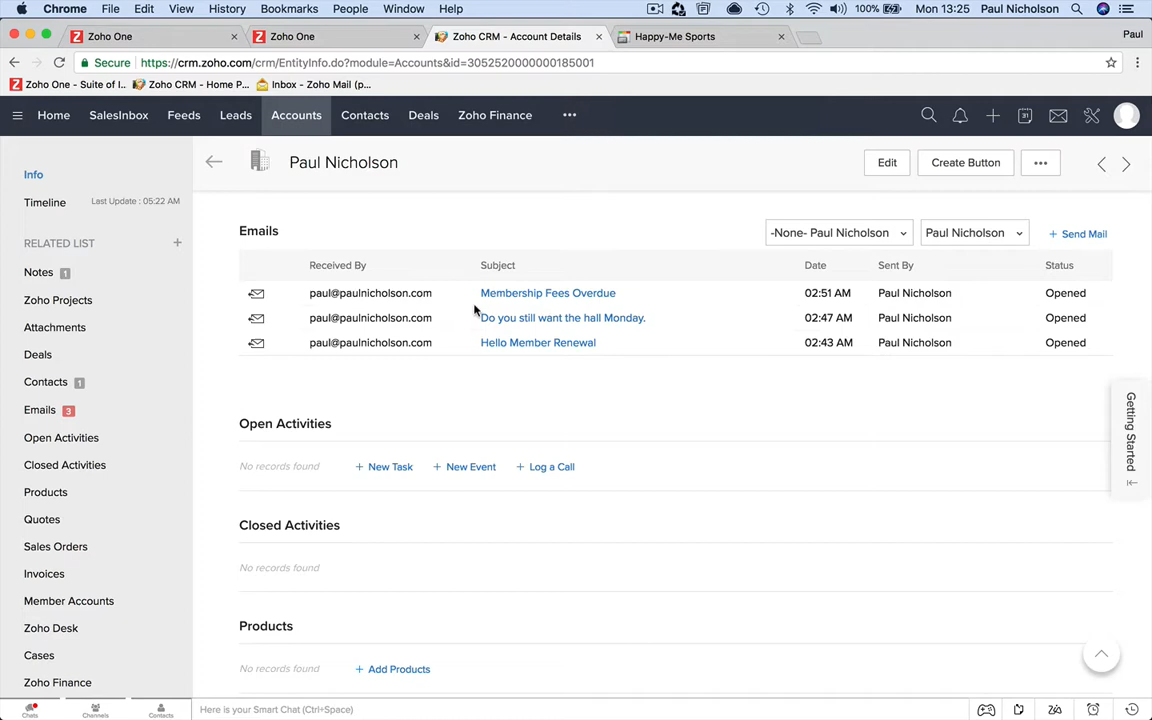 Chrome File Edit View History Bookmarks People Window Help 100% Mon 13:25 Paul Nicholson
Zoho One × Zoho One × Zoho CRM - Account Details × Happy-Me Sports × Paul
Secure https://crm.zoho.com/crm/EntityInfo.do?module=Accounts&id=3052520000000185001
Zoho One - Suite of I.. Zoho CRM - Home P... Inbox - Zoho Mail (p...
Home SalesInbox Feeds Leads Accounts Contacts Deals Zoho Finance •••
Info
Timeline Last Update : 05:22 AM
RELATED LIST +
Notes 1
Zoho Projects
Attachments
Deals
Contacts 1
Emails 3
Open Activities
Closed Activities
Products
Quotes
Sales Orders
Invoices
Member Accounts
Zoho Desk
Cases
Zoho Finance
Paul Nicholson Edit Create Button •••
Emails -None- Paul Nicholson Paul Nicholson + Send Mail
Received By Subject Date Sent By Status
paul@paulnicholson.com Membership Fees Overdue 02:51 AM Paul Nicholson Opened
paul@paulnicholson.com Do you still want the hall Monday. 02:47 AM Paul Nicholson Opened
paul@paulnicholson.com Hello Member Renewal 02:43 AM Paul Nicholson Opened
Open Activities
No records found + New Task + New Event + Log a Call
Closed Activities
No records found
Products
No records found + Add Products
Getting Started
Chats Channels Contacts Here is your Smart Chat (Ctrl+Space)